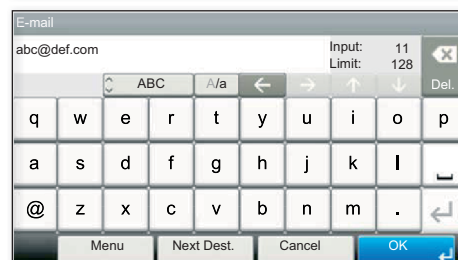 E-mail
abc@def.com Input: 11
Limit: 128
ABC A/a Del.
q w e r t y u i o p
a s d f g h j k l
@ z x c v b n m .
Menu Next Dest. Cancel OK